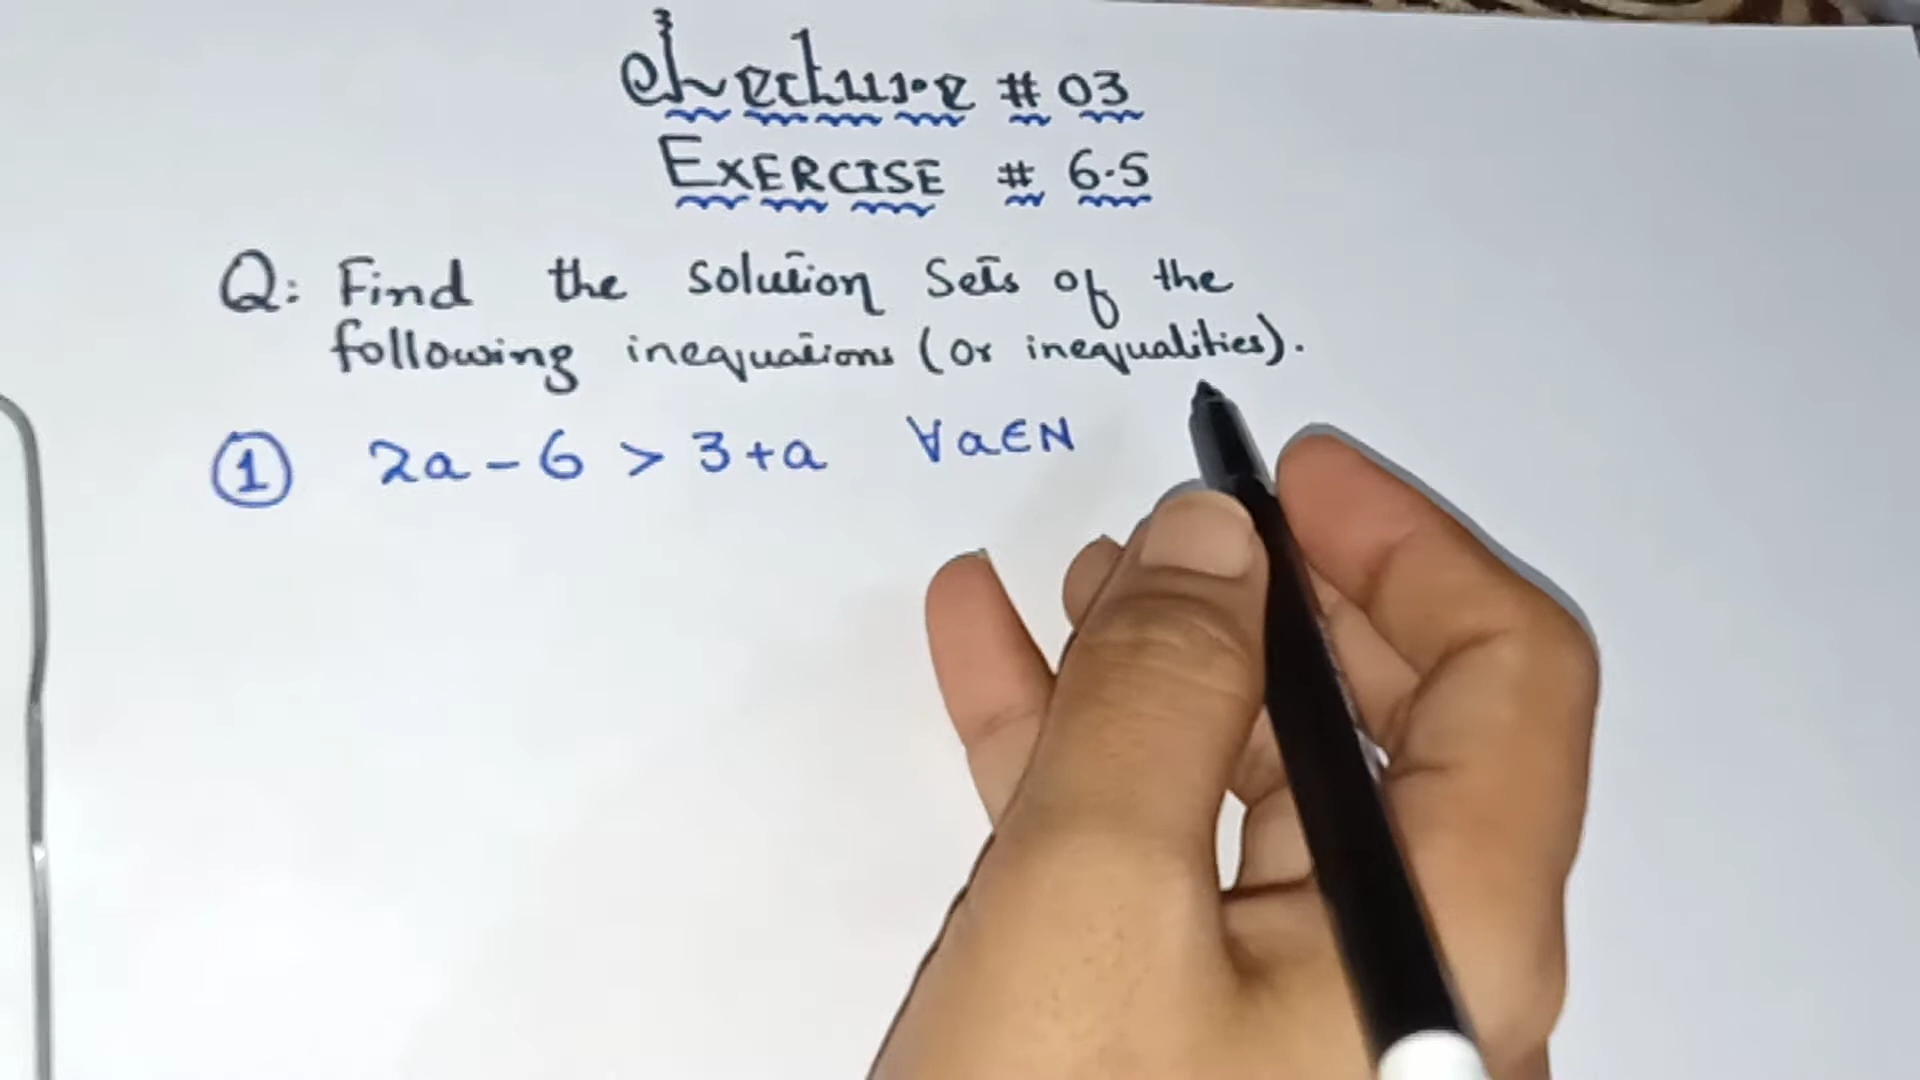 Lecture # 03
EXERCISE # 6.5
Q: Find the solution Sets of the
following inequations (or inequalities).
① 2a - 6 > 3 + a ∀ a ∈ N